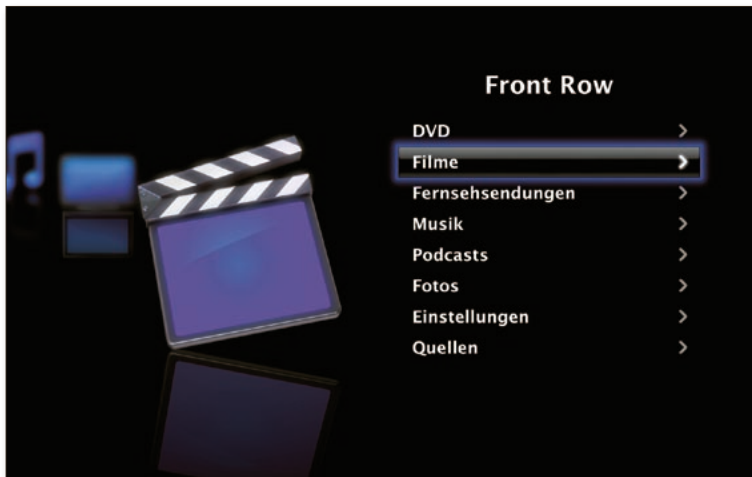 Front Row
DVD
Filme
Fernsehsendungen
Musik
Podcasts
Fotos
Einstellungen
Quellen